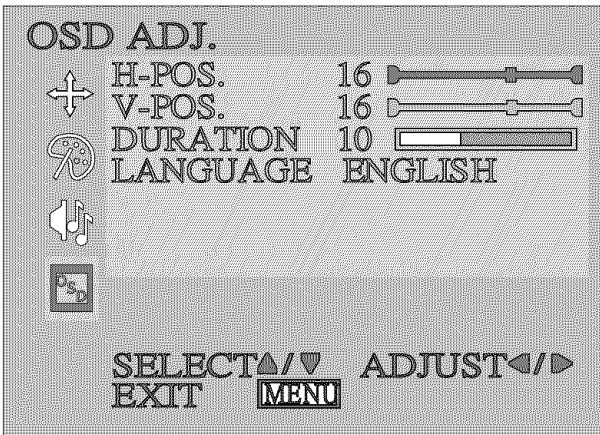 OSD ADJ.
H-POS. 16
V-POS. 16
DURATION 10
LANGUAGE ENGLISH
OSD
SELECT / ADJUST /
EXIT MENU